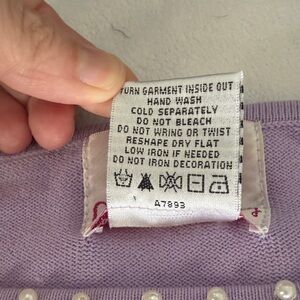 TURN GARMENT INSIDE OUT
HAND WASH
COLD SEPARATELY
DO NOT BLEACH
DO NOT WRING OR TWIST
RESHAPE DRY FLAT
LOW IRON IF NEEDED
DO NOT IRON DECORATION
A7893